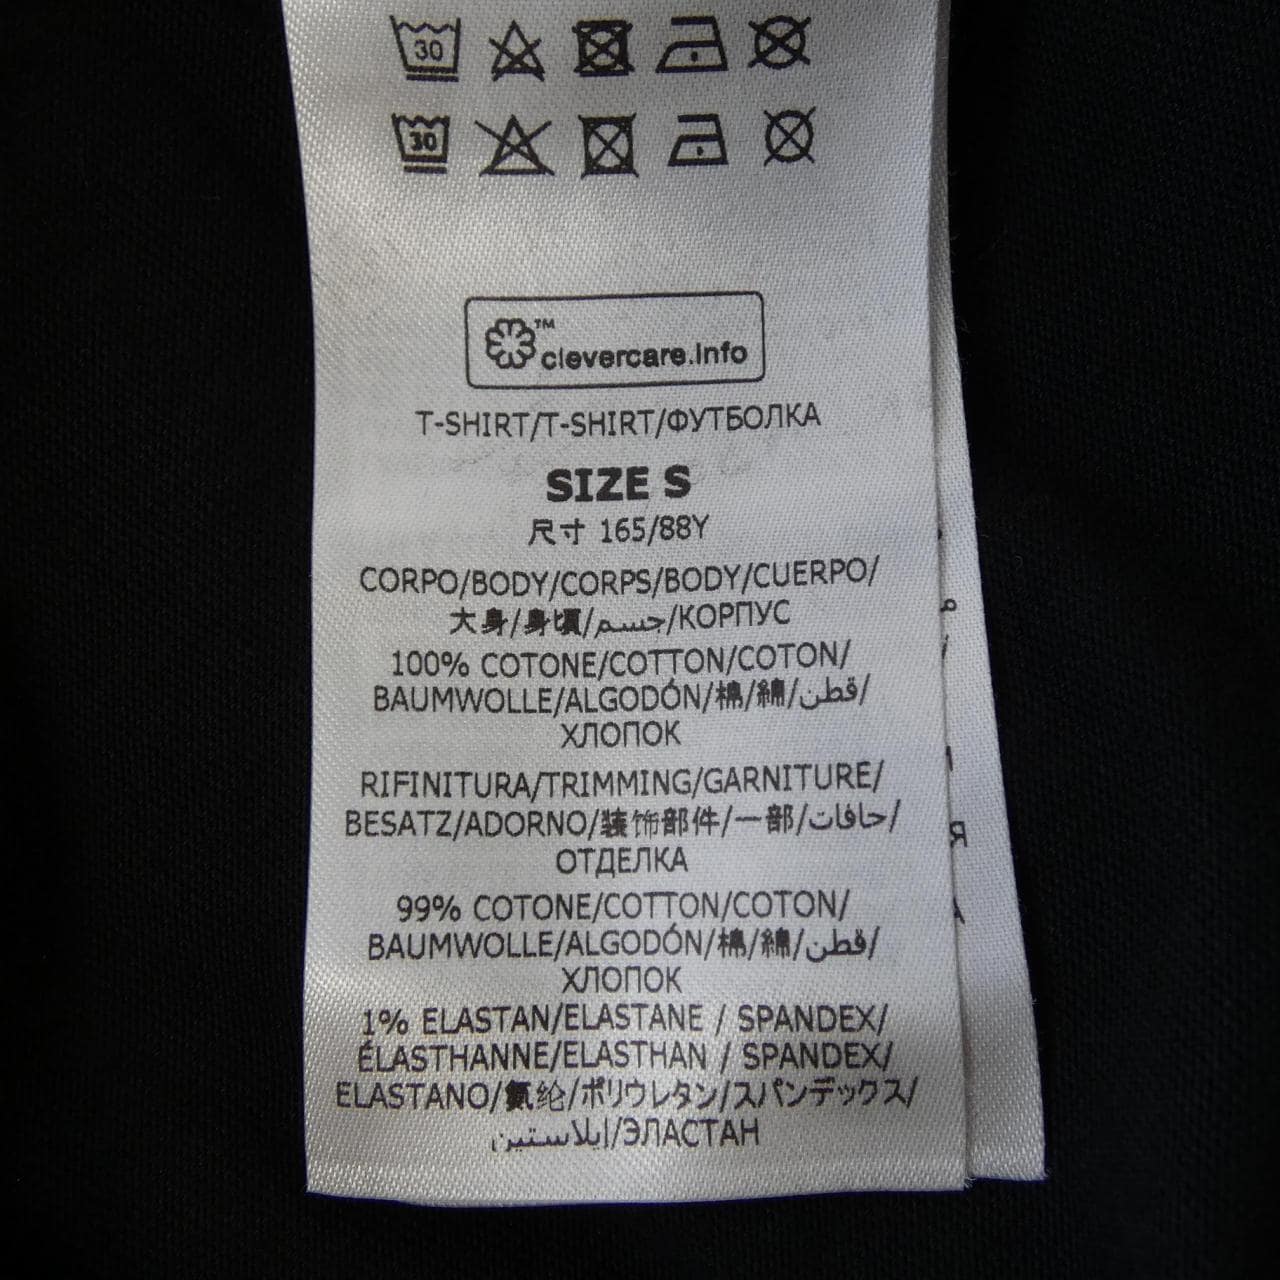 30
30
™
clevercare.info
T-SHIRT/T-SHIRT/ФУТБОЛКА
SIZE S
尺寸 165/88Y
CORPO/BODY/CORPS/BODY/CUERPO/
大身/身頃/جسم/КОРПУС
100% COTONE/COTTON/COTON/
BAUMWOLLE/ALGODÓN/棉/綿/قطن/
ХЛОПОК
RIFINITURA/TRIMMING/GARNITURE/
BESATZ/ADORNO/装饰部件/一部/حافات/
ОТДЕЛКА
99% COTONE/COTTON/COTON/
BAUMWOLLE/ALGODÓN/棉/綿/قطن/
ХЛОПОК
1% ELASTAN/ELASTANE / SPANDEX/
ÉLASTHANNE/ELASTHAN / SPANDEX/
ELASTANO/氨纶/ポリウレタン/スパンデックス/
إيلاستين/ЭЛАСТАН